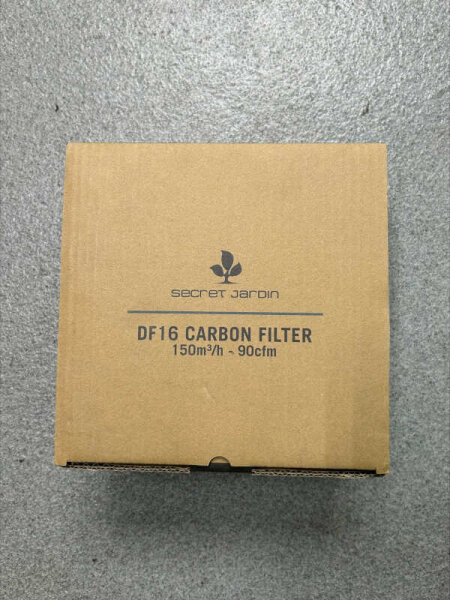 secret Jardin
DF16 CARBON FILTER
150m³/h - 90cfm